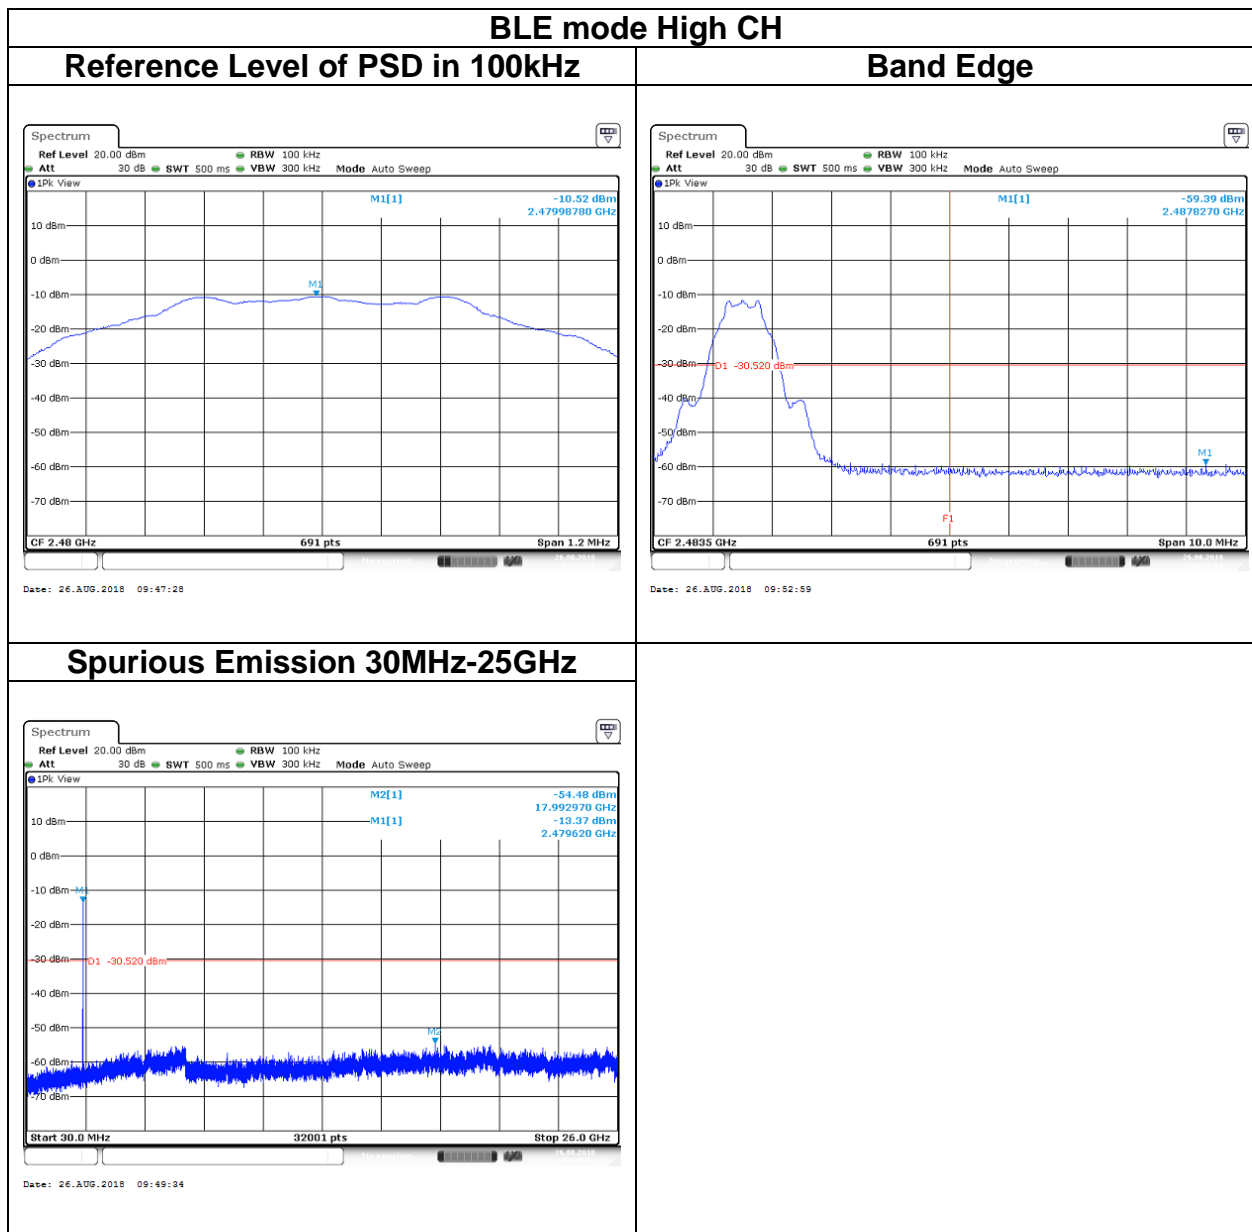 BLE mode High CH
Reference Level of PSD in 100kHz
Band Edge
Spectrum
Ref Level 20.00 dBm RBW 100 kHz
Att 30 dB SWT 500 ms VBW 300 kHz Mode Auto Sweep
1Pk View
M1[1] -10.52 dBm
2.47998780 GHz
10 dBm
0 dBm
M1
-10 dBm
-20 dBm
-30 dBm
-40 dBm
-50 dBm
-60 dBm
-70 dBm
CF 2.48 GHz 691 pts Span 1.2 MHz
Date: 26.AUG.2018 09:47:28
Spectrum
Ref Level 20.00 dBm RBW 100 kHz
Att 30 dB SWT 500 ms VBW 300 kHz Mode Auto Sweep
1Pk View
M1[1] -59.39 dBm
2.4878270 GHz
10 dBm
0 dBm
-10 dBm
-20 dBm
-30 dBm
D1 -30.520 dBm
-40 dBm
-50 dBm
M1
-60 dBm
-70 dBm
F1
CF 2.4835 GHz 691 pts Span 10.0 MHz
Date: 26.AUG.2018 09:52:59
Spurious Emission 30MHz-25GHz
Spectrum
Ref Level 20.00 dBm RBW 100 kHz
Att 30 dB SWT 500 ms VBW 300 kHz Mode Auto Sweep
1Pk View
M2[1] -54.48 dBm
17.992970 GHz
M1[1] -13.37 dBm
2.479620 GHz
10 dBm
0 dBm
-10 dBm
M1
-20 dBm
-30 dBm
D1 -30.520 dBm
-40 dBm
-50 dBm
M2
-60 dBm
-70 dBm
Start 30.0 MHz 32001 pts Stop 26.0 GHz
Date: 26.AUG.2018 09:49:34